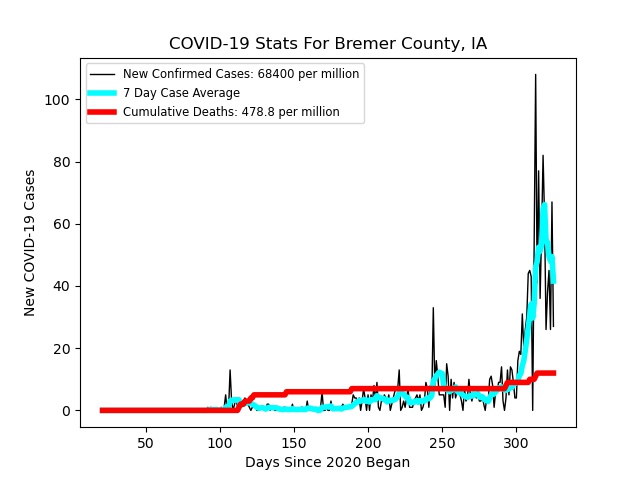 COVID-19 Stats For Bremer County, IA
New Confirmed Cases: 68400 per million
7 Day Case Average
Cumulative Deaths: 478.8 per million
New COVID-19 Cases
100
80
60
40
20
0
50 100 150 200 250 300
Days Since 2020 Began